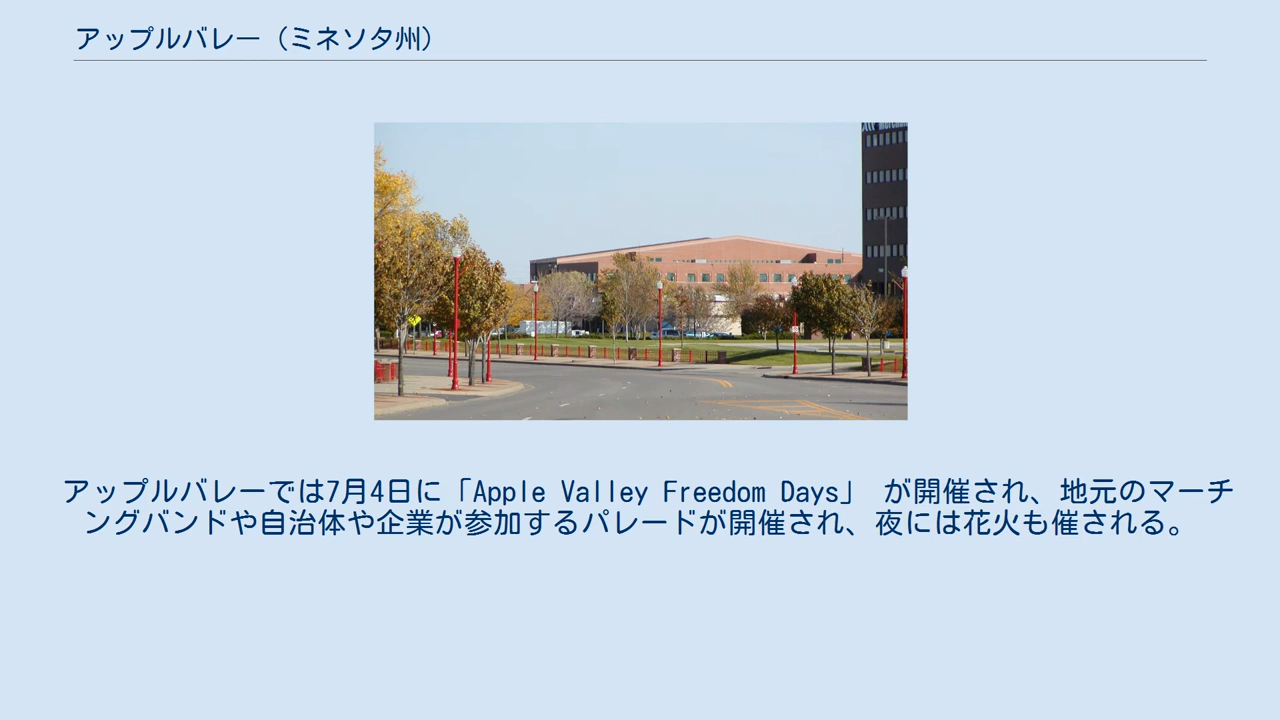 アップルバレー（ミネソタ州）
アップルバレーでは7月4日に「Apple Valley Freedom Days」 が開催され、地元のマーチ
ングバンドや自治体や企業が参加するパレードが開催され、夜には花火も催される。